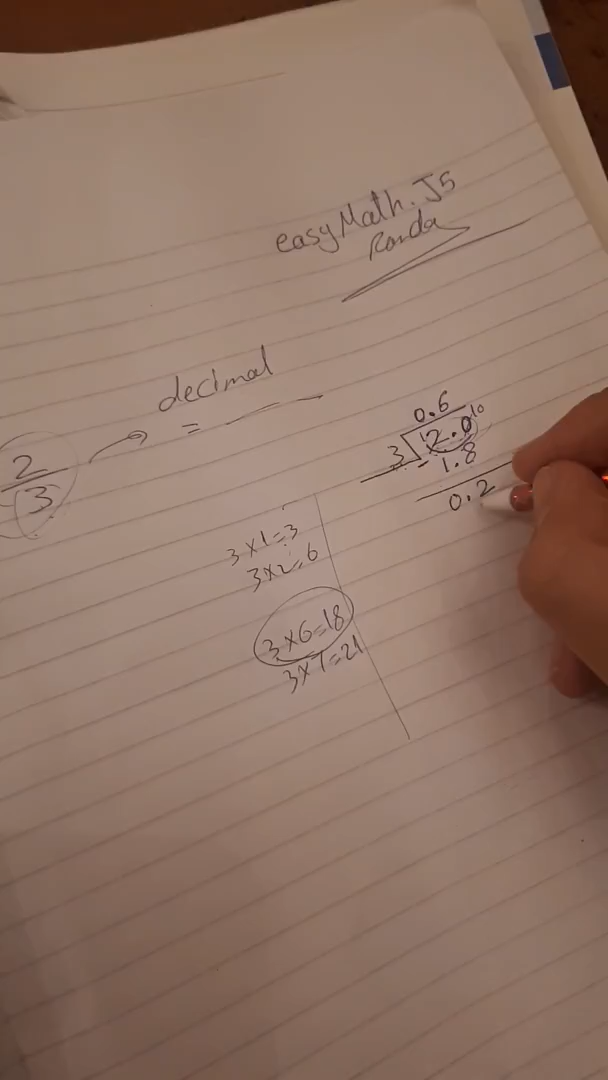 easyMath.J5
Randa
decimal
2
3
= 
0.6
3 2.0 10
- 1.8
0.2
3x1=3
3x2=6
3x6=18
3x7=21